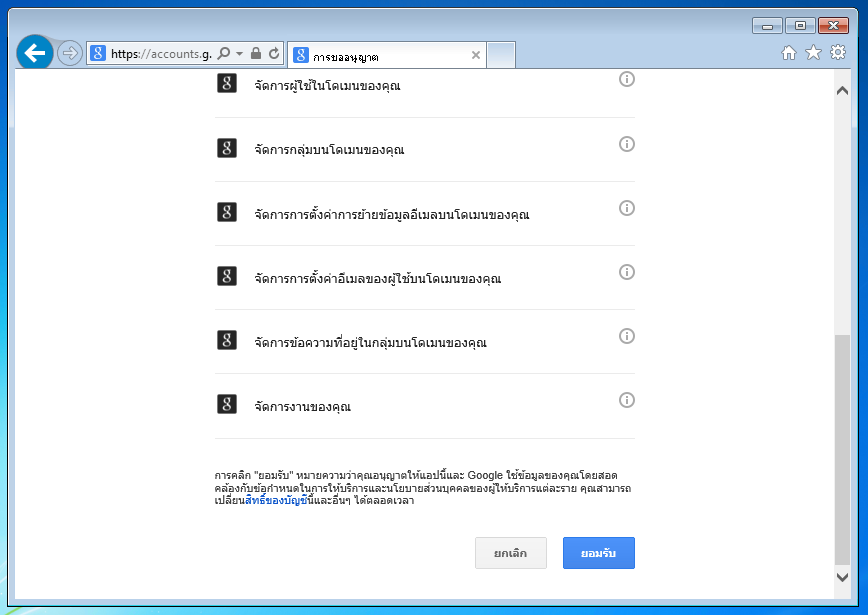 https://accounts.g.
การขออนุญาต
จัดการผู้ใช้ในโดเมนของคุณ
จัดการกลุ่มบนโดเมนของคุณ
จัดการการตั้งค่าการย้ายข้อมูลอีเมลบนโดเมนของคุณ
จัดการการตั้งค่าอีเมลของผู้ใช้บนโดเมนของคุณ
จัดการข้อความที่อยู่ในกลุ่มบนโดเมนของคุณ
จัดการงานของคุณ
การคลิก "ยอมรับ" หมายความว่าคุณอนุญาตให้แอปนี้และ Google ใช้ข้อมูลของคุณโดยสอด
คล้องกับข้อกำหนดในการให้บริการและนโยบายส่วนบุคคลของผู้ให้บริการแต่ละราย คุณสามารถ
เปลี่ยนสิทธิ์ของบัญชีนี้และอื่นๆ ได้ตลอดเวลา
ยกเลิก
ยอมรับ